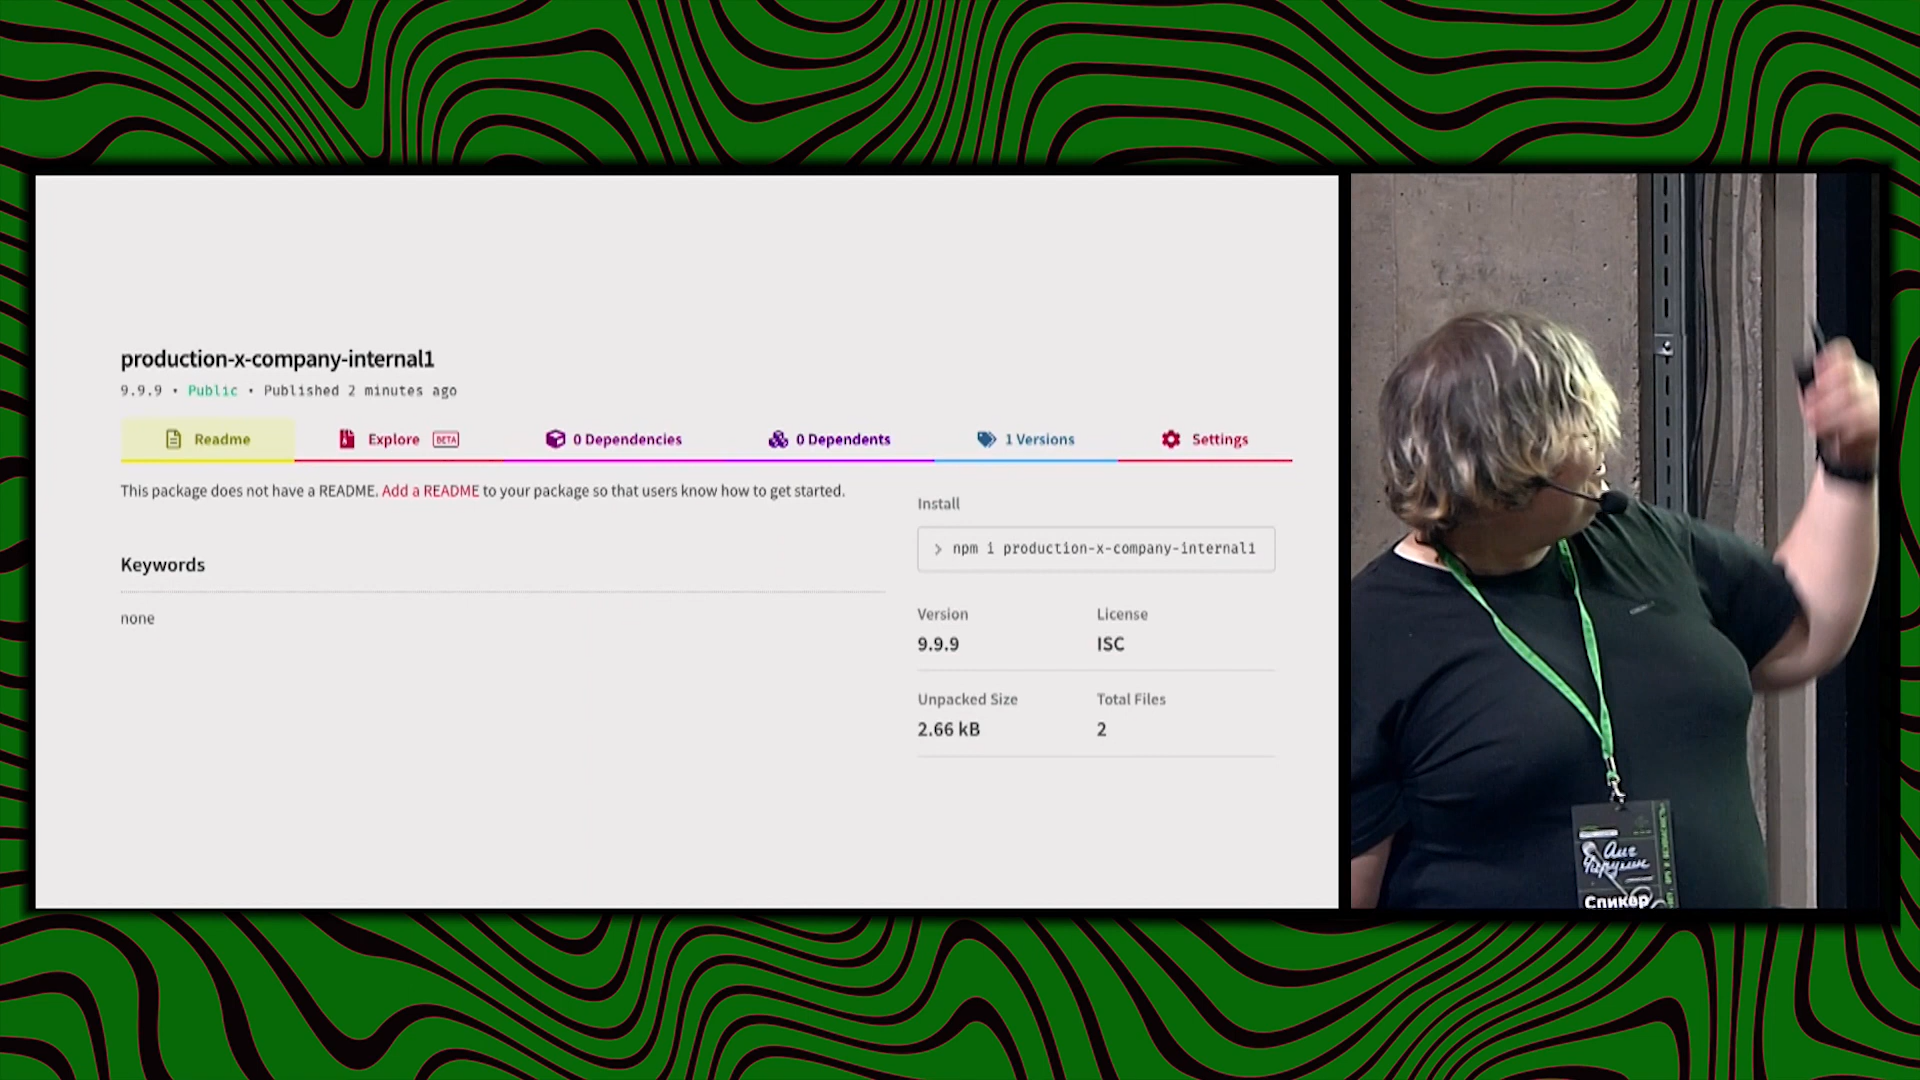 production-x-company-internal1
9.9.9 • Public • Published 2 minutes ago
Readme
Explore BETA
0 Dependencies
0 Dependents
1 Versions
Settings
This package does not have a README. Add a README to your package so that users know how to get started.
Keywords
none
Install
> npm i production-x-company-internal1
Version
License
9.9.9
ISC
Unpacked Size
Total Files
2.66 kB
2
Спикер